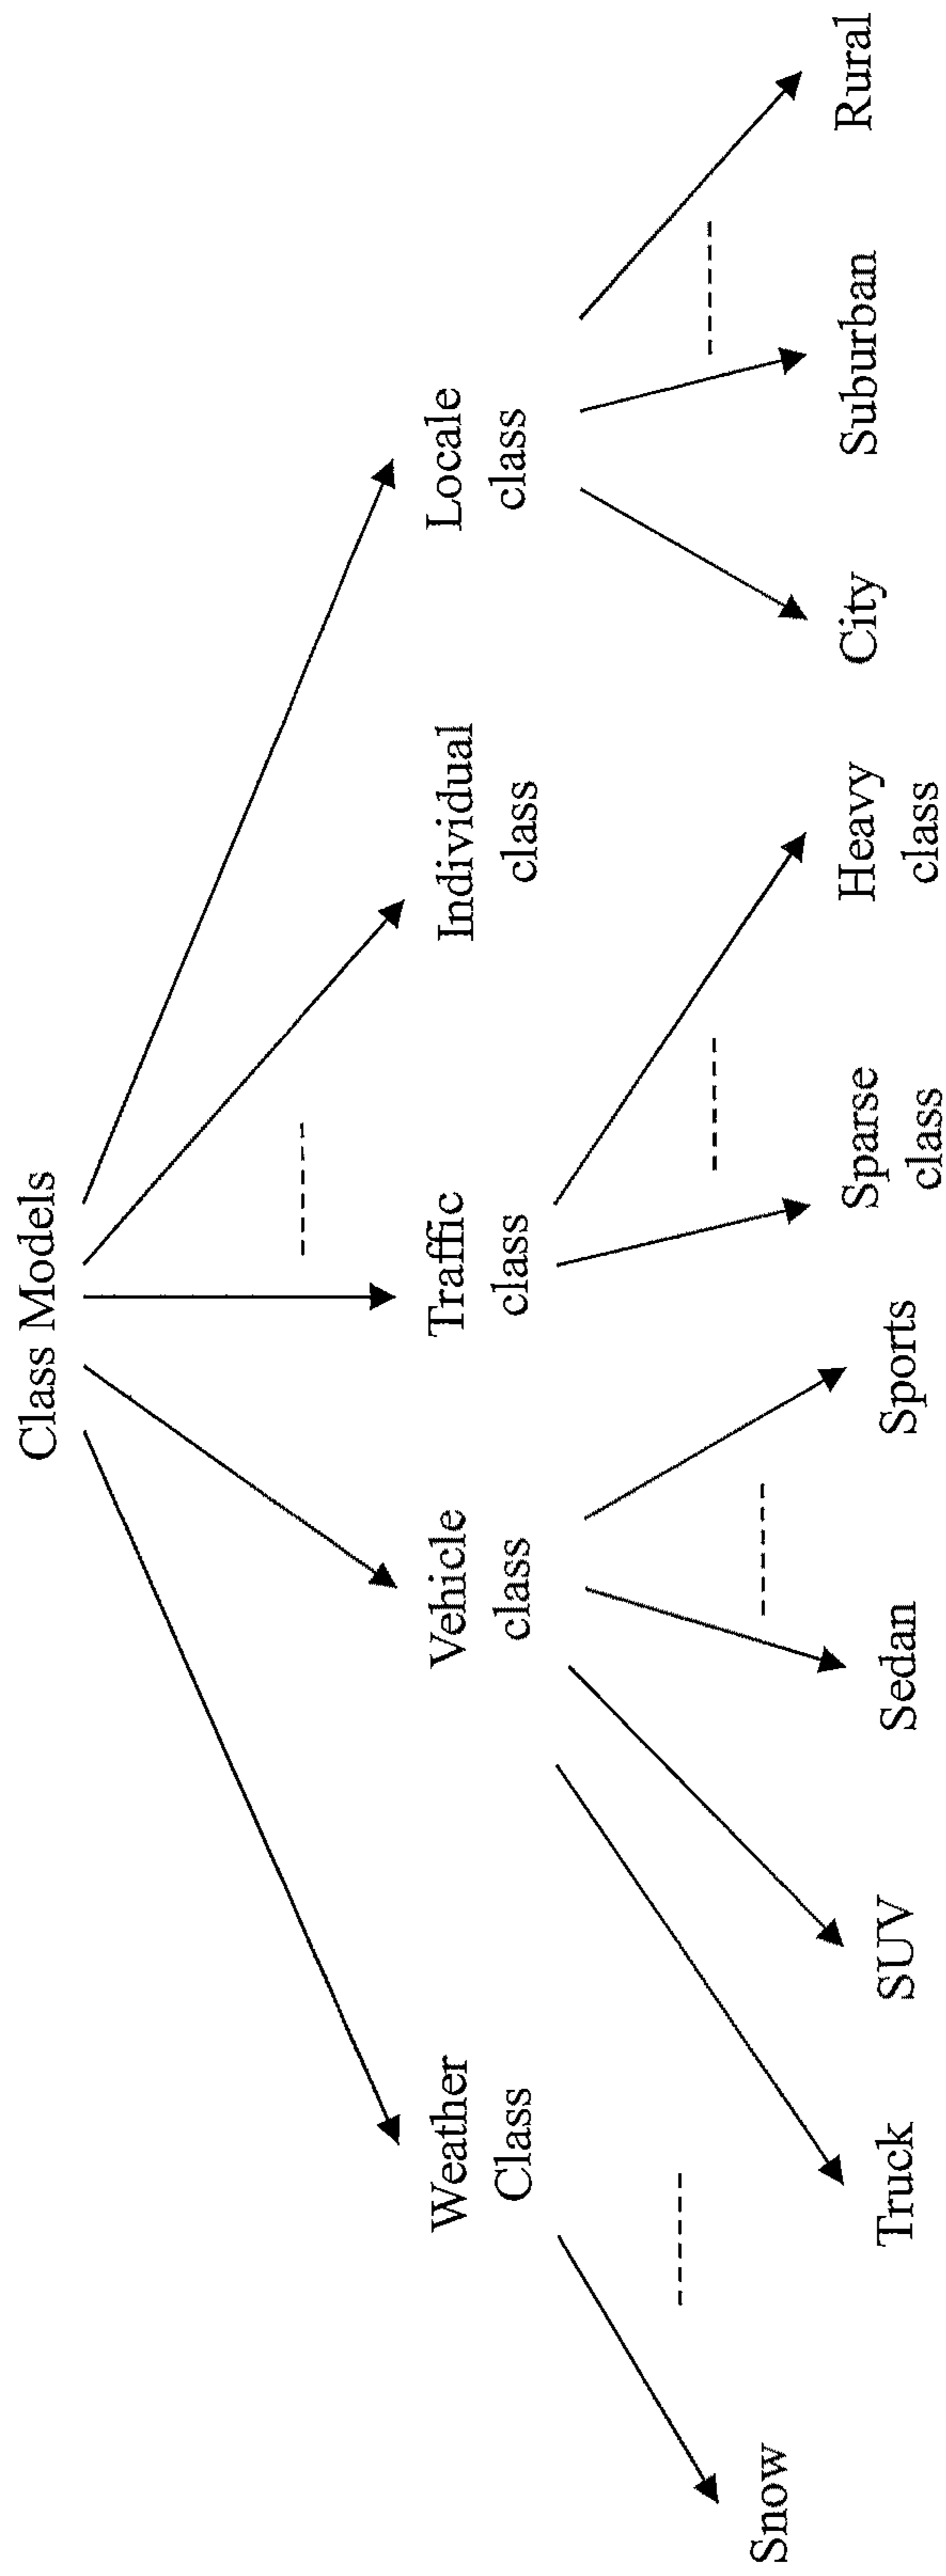 Class Models
Weather
Class
Vehicle
class
Traffic
class
Individual
class
Locale
class
Snow
Truck
SUV
Sedan
Sports
Sparse
class
Heavy
class
City
Suburban
Rural